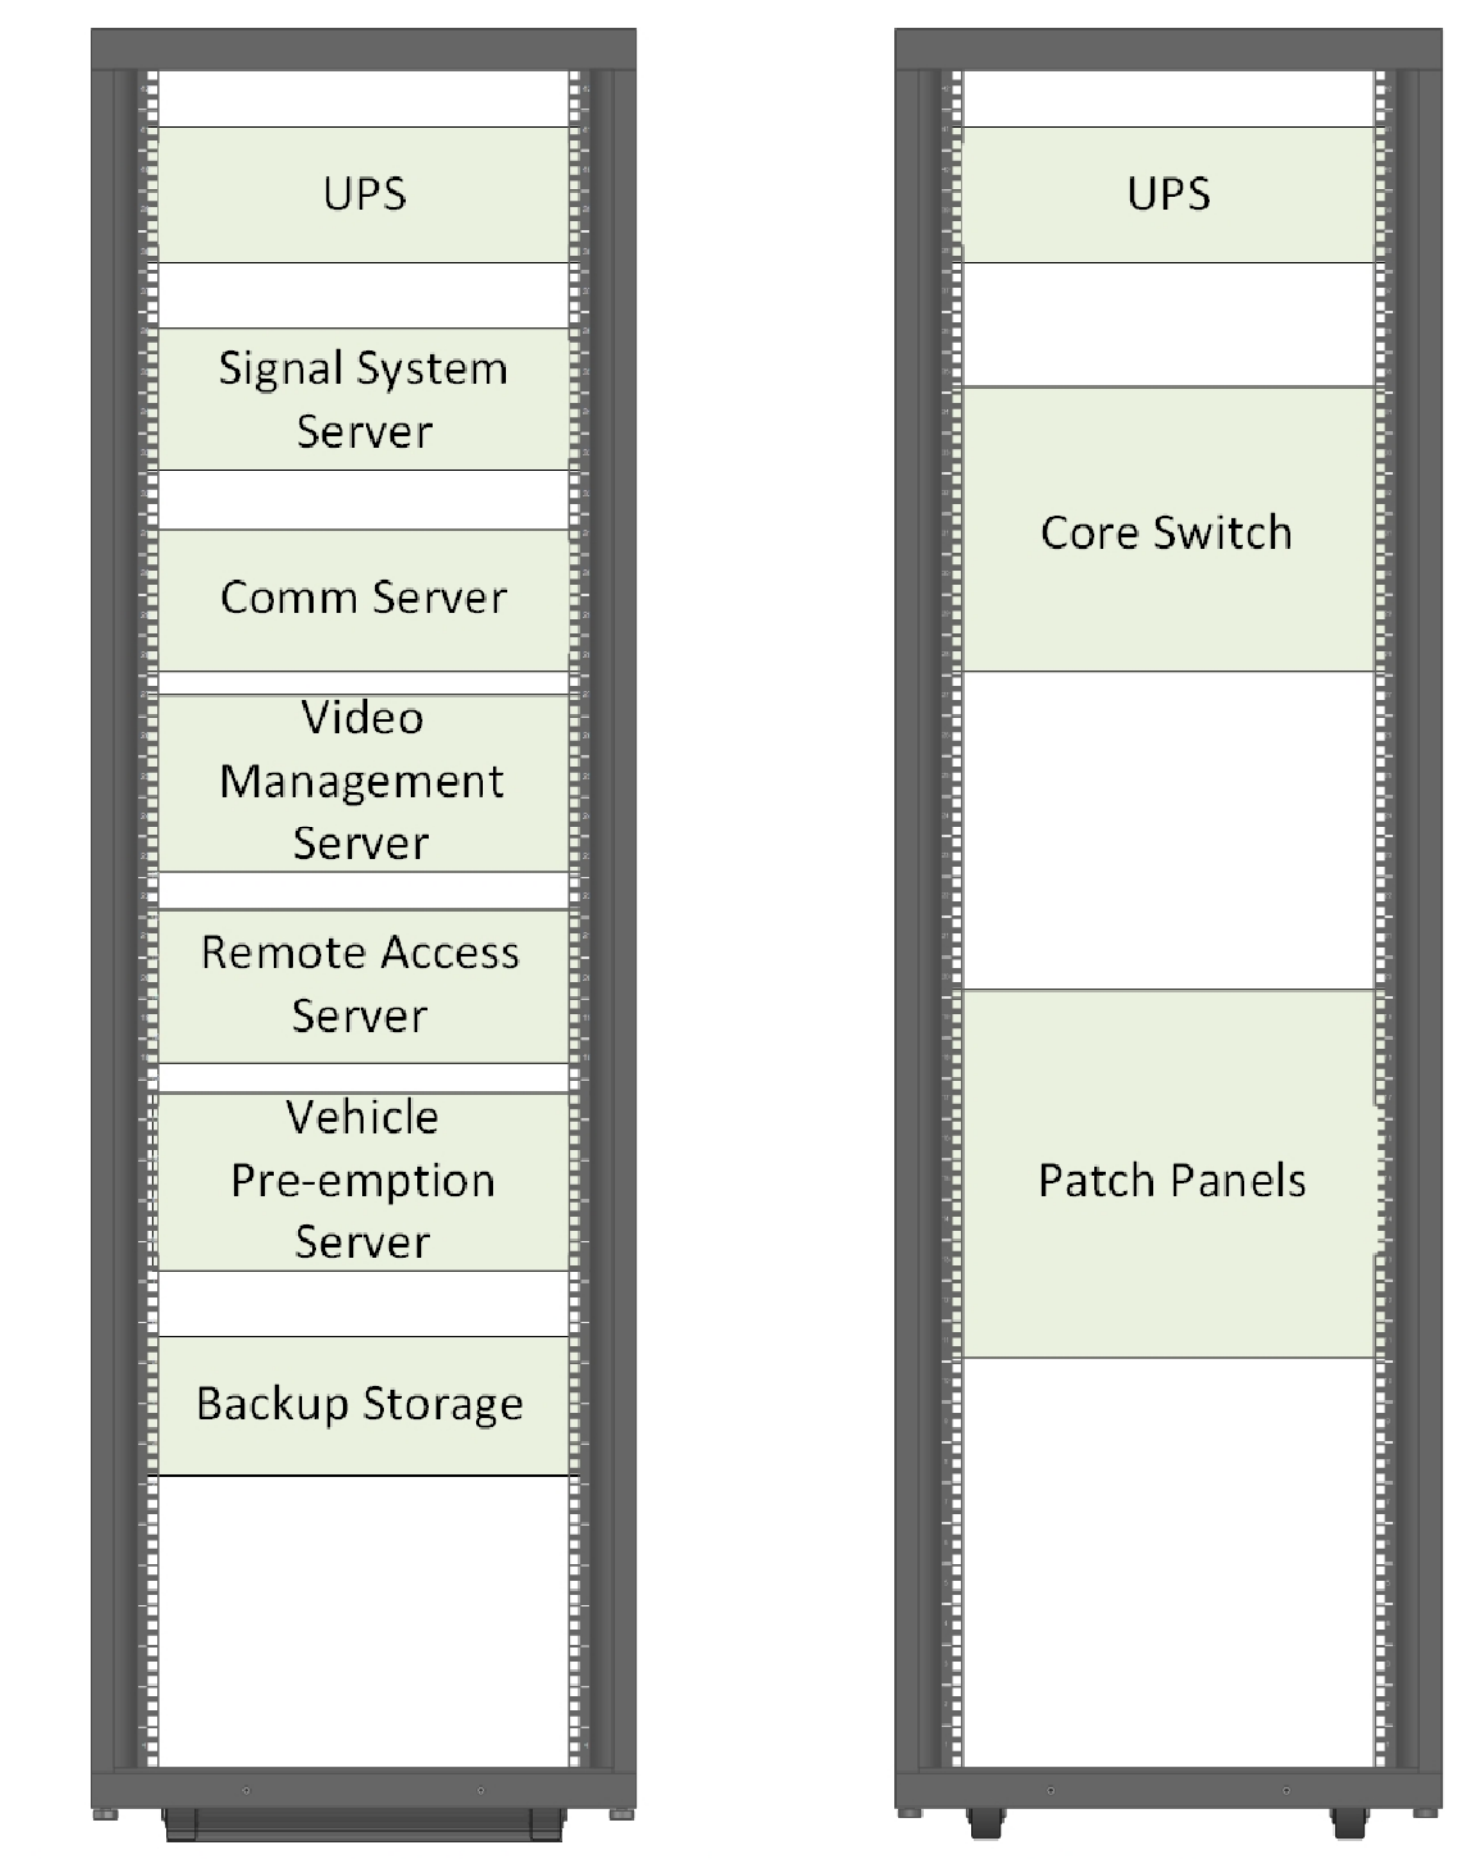 UPS
Signal System
Server
Comm Server
Video
Management
Server
Remote Access
Server
Vehicle
Pre-emption
Server
Backup Storage
UPS
Core Switch
Patch Panels